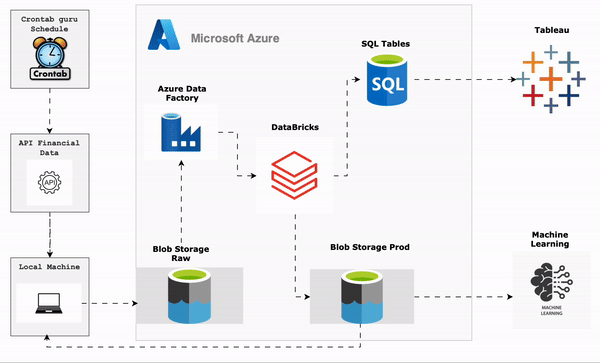 Crontab guru
Schedule
Crontab
API Financial
Data
API
Local Machine
Microsoft Azure
Azure Data
Factory
DataBricks
SQL Tables
SQL
Blob Storage
Raw
Blob Storage Prod
Tableau
Machine
Learning
MACHINE
LEARNING